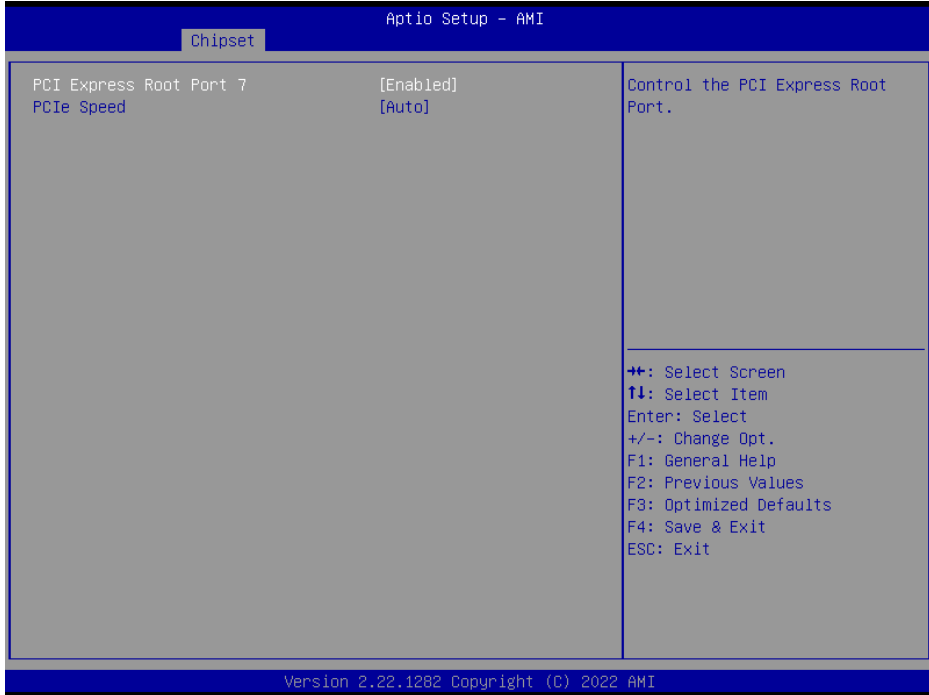 Aptio Setup – AMI
Chipset
PCI Express Root Port 7 [Enabled]
PCIe Speed [Auto]
Control the PCI Express Root
Port.
→←: Select Screen
↑↓: Select Item
Enter: Select
+/-: Change Opt.
F1: General Help
F2: Previous Values
F3: Optimized Defaults
F4: Save & Exit
ESC: Exit
Version 2.22.1282 Copyright (C) 2022 AMI